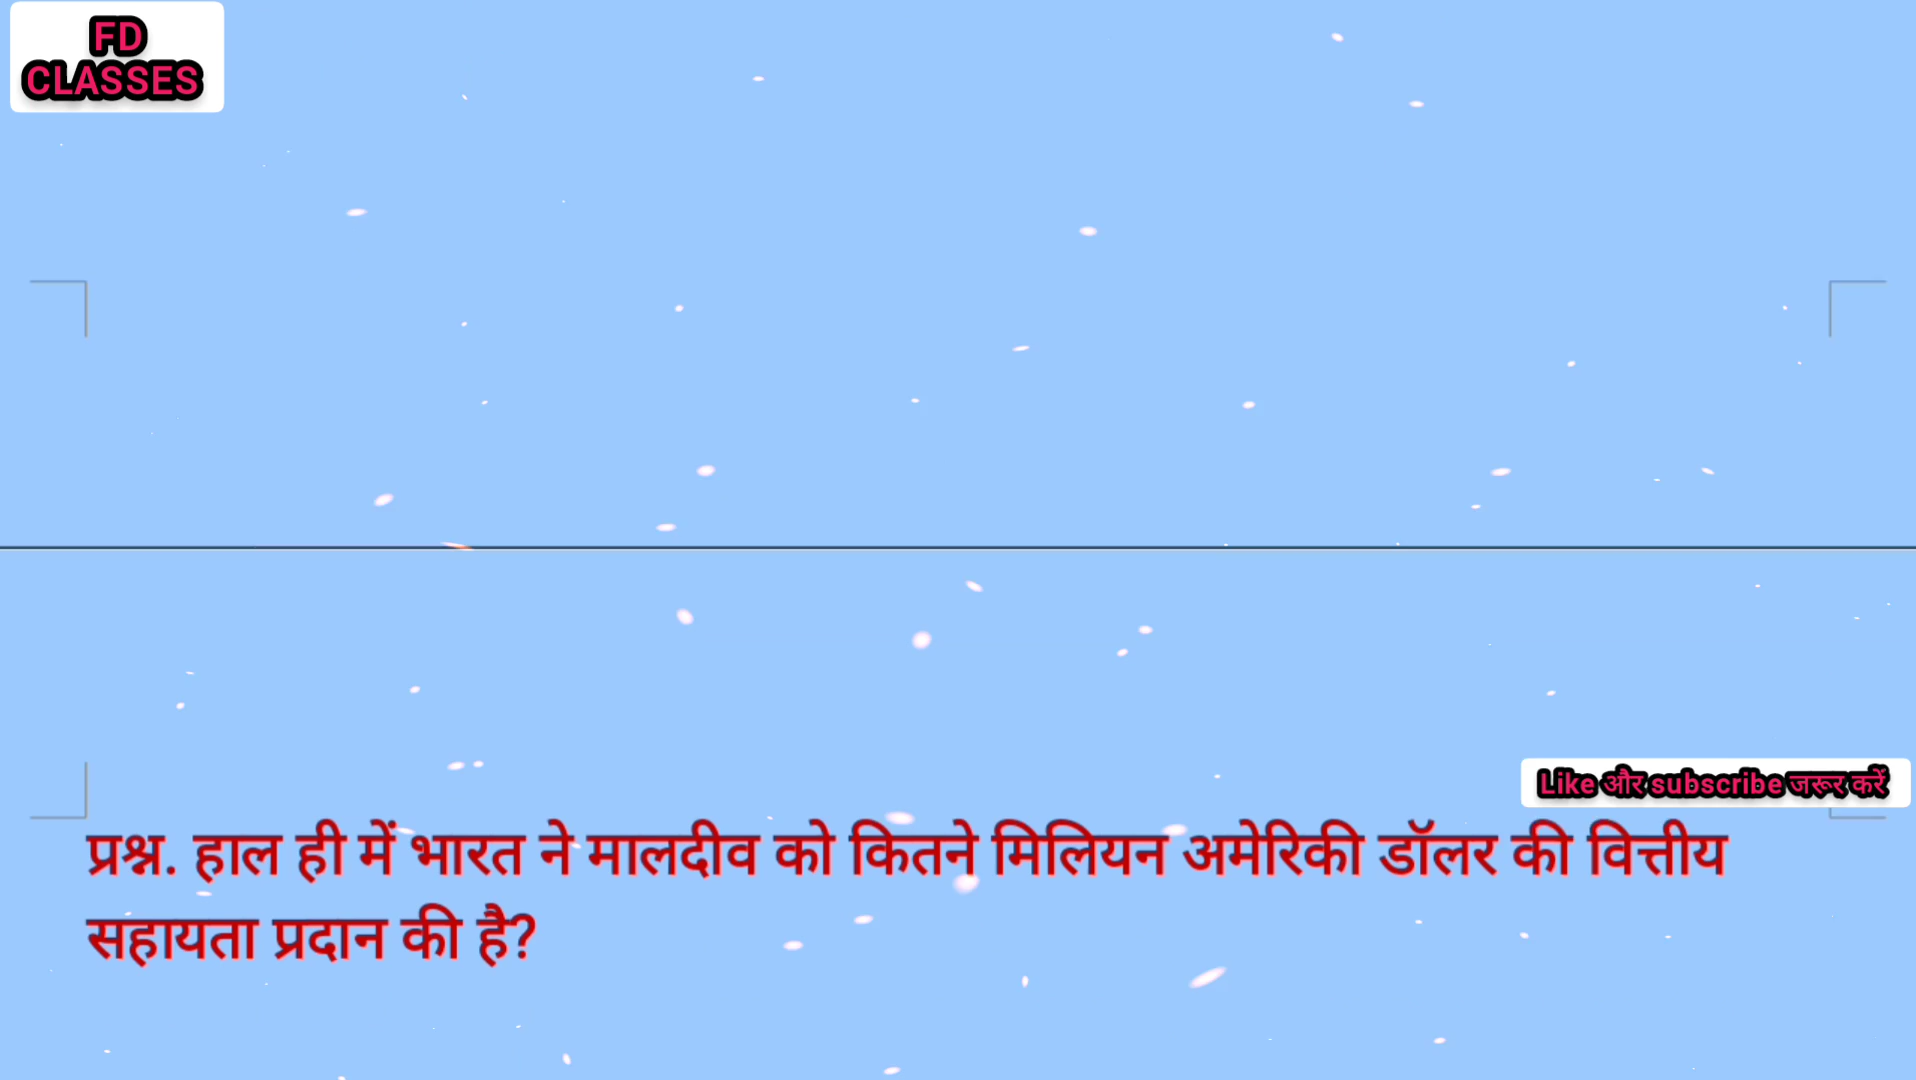 FD
CLASSES
Like और subscribe जरूर करें
प्रश्न. हाल ही में भारत ने मालदीव को कितने मिलियन अमेरिकी डॉलर की वित्तीय
सहायता प्रदान की है?